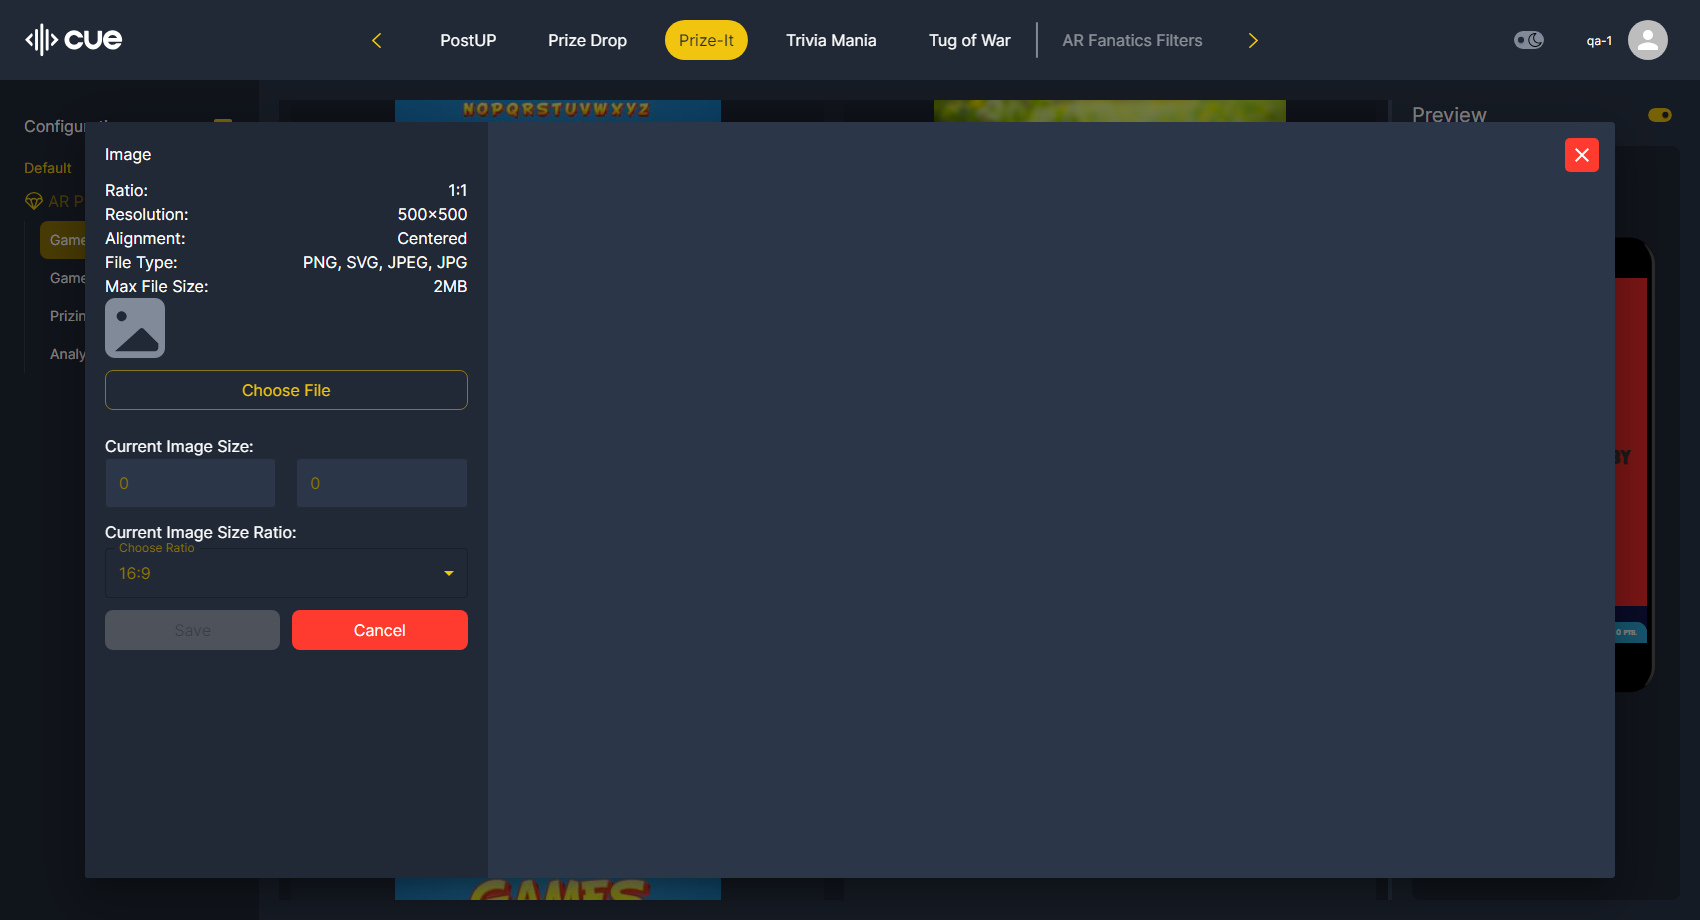 cue
PostUP
Prize Drop
Prize-It
Trivia Mania
Tug of War
AR Fanatics Filters
qa-1
NOPQRSTUVWXYZ
Preview
Default
AR P
Game
Game
Prizin
Analy
Image
Ratio: 1:1
Resolution: 500×500
Alignment: Centered
File Type: PNG, SVG, JPEG, JPG
Max File Size: 2MB
Choose File
Current Image Size:
0 0
Current Image Size Ratio:
Choose Ratio
16:9
Save
Cancel
BY
0 PTS.
GAMES